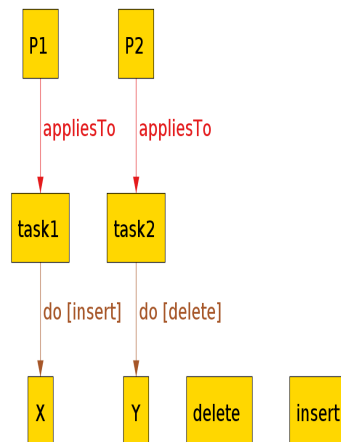 P1 P2
appliesTo appliesTo
task1 task2
do [insert] do [delete]
X Y delete insert